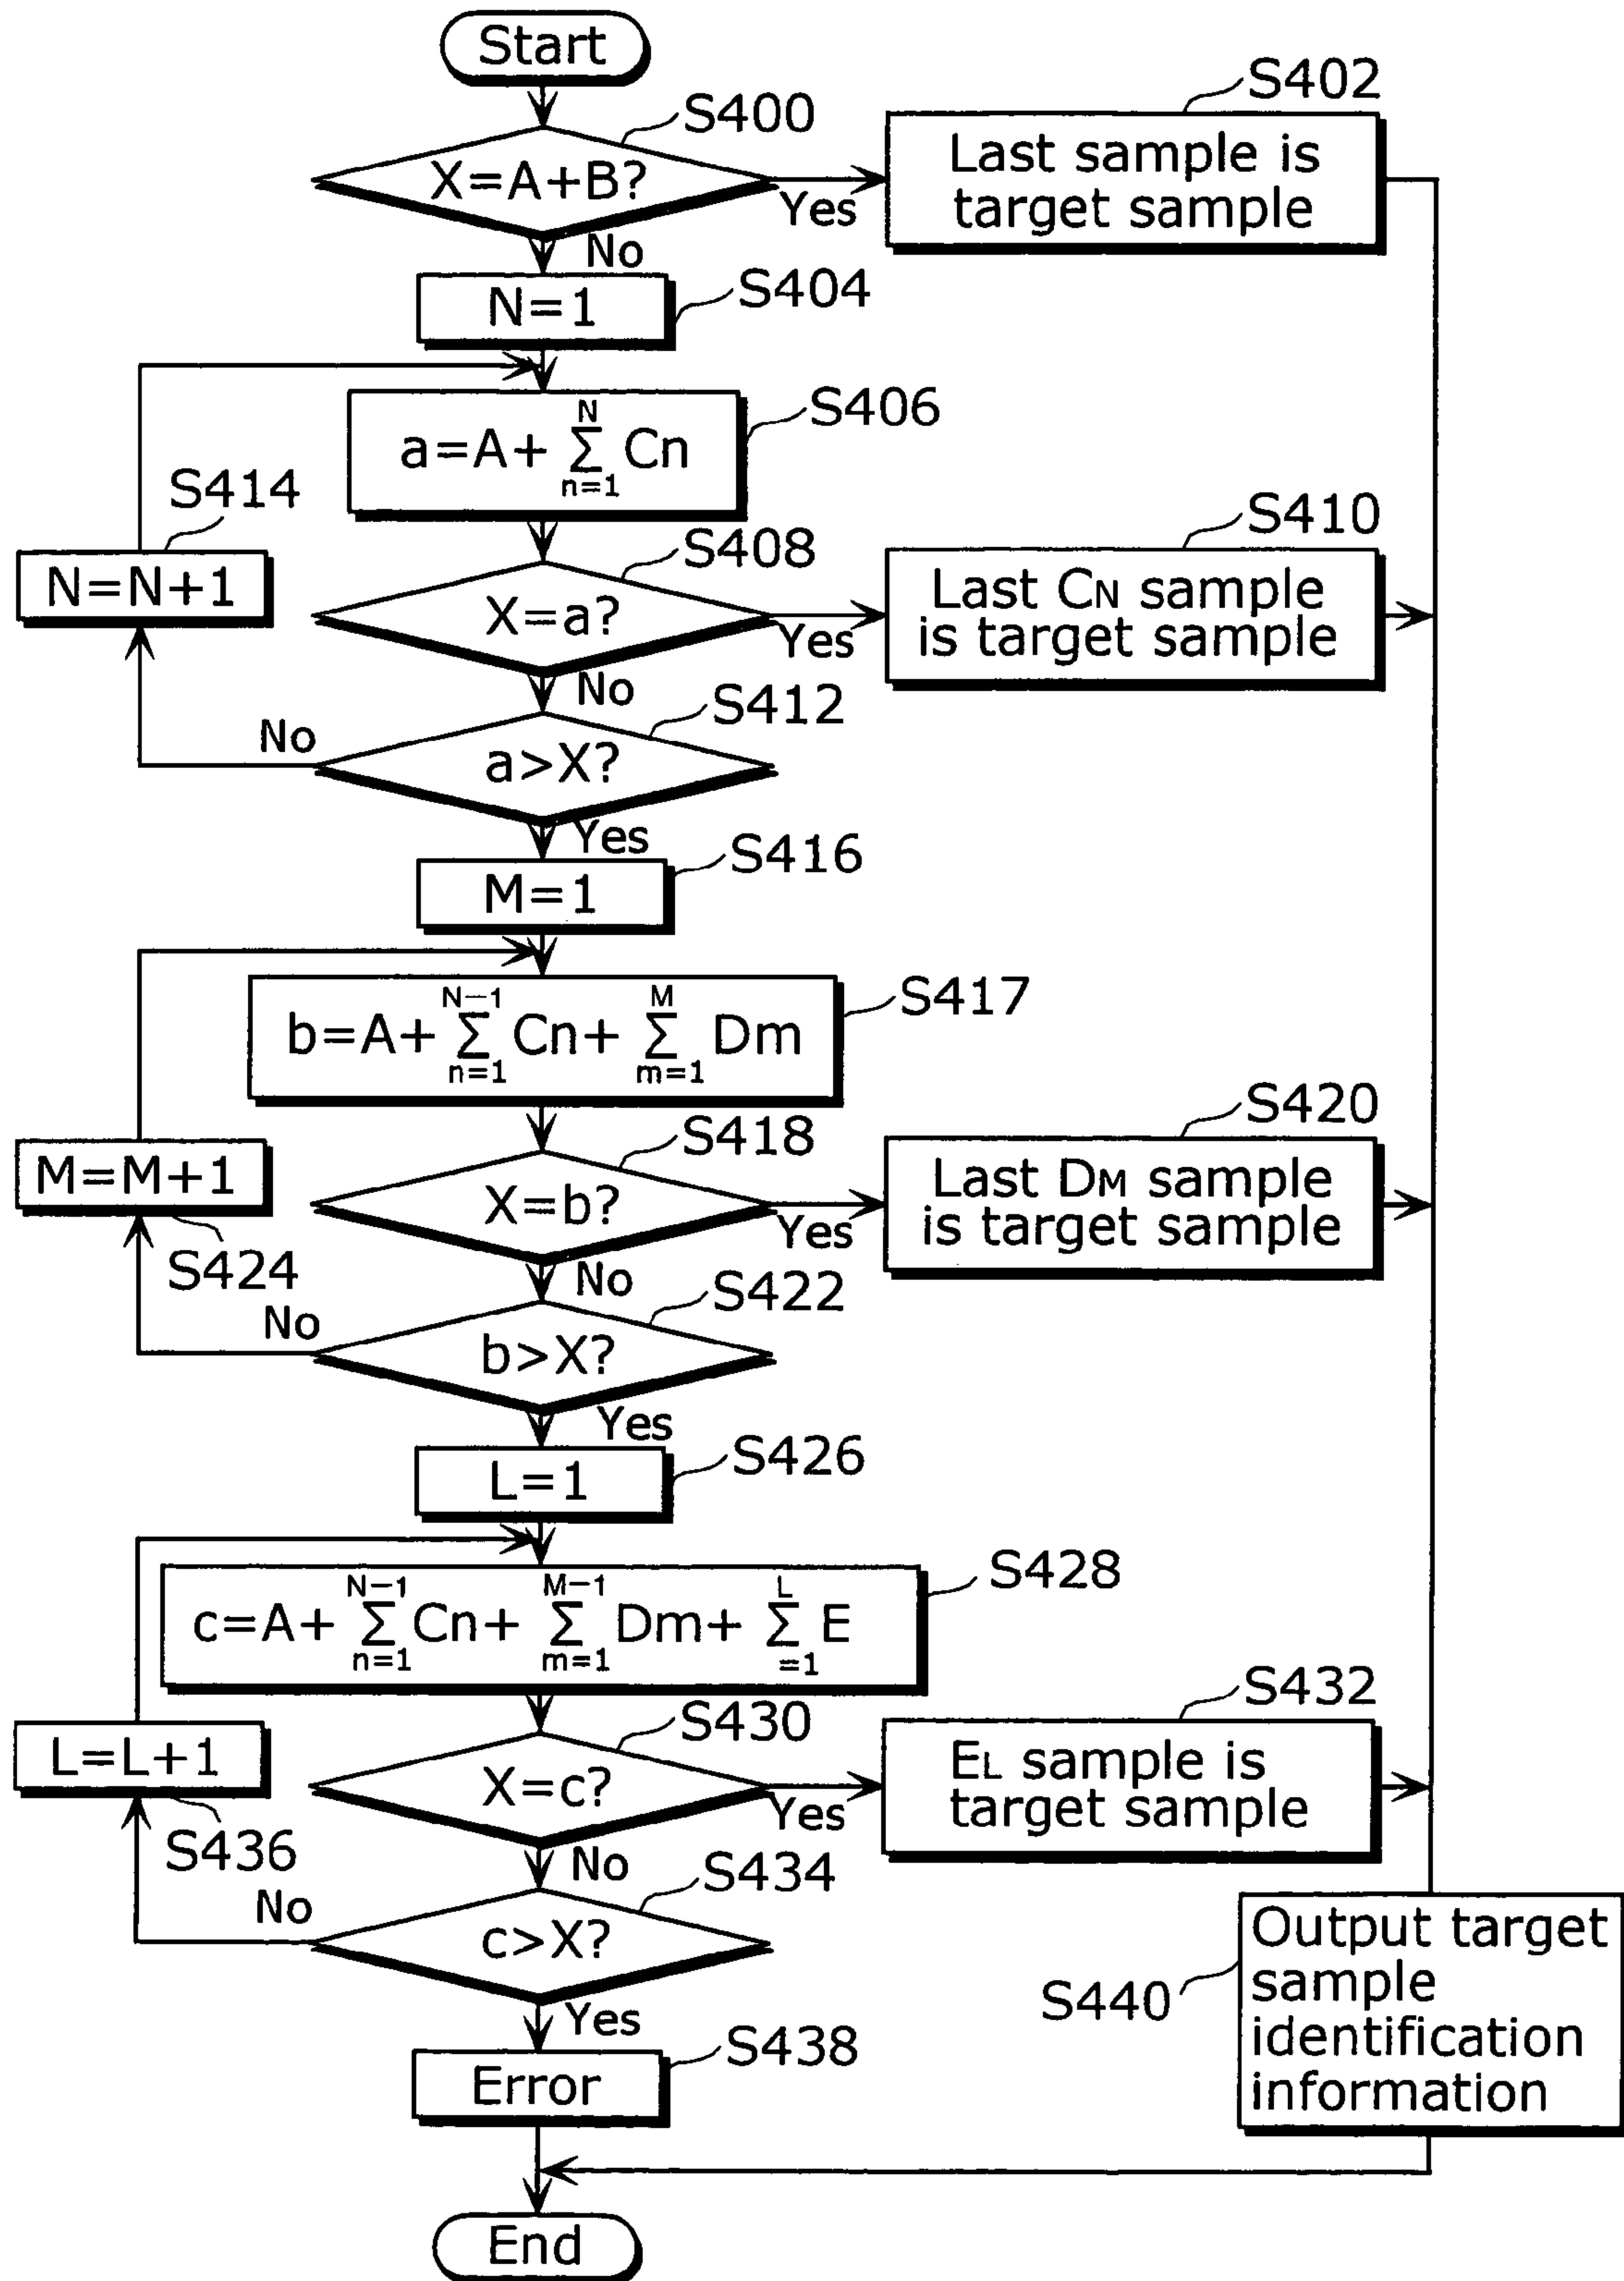 Start
S400
X=A+B?
Yes
No
S402
Last sample is
target sample
S404
N=1
S406
a=A+ N Σ n=1 Cn
S414
N=N+1
S408
X=a?
Yes
No
S410
Last CN sample
is target sample
S412
a>X?
No
Yes
S416
M=1
S417
b=A+ N−1 Σ n=1 Cn+ M Σ m=1 Dm
S418
X=b?
Yes
No
S420
Last DM sample
is target sample
M=M+1
S424
S422
b>X?
No
Yes
S426
L=1
S428
c=A+ N−1 Σ n=1 Cn+ M−1 Σ m=1 Dm+ L Σ =1 E
S430
X=c?
Yes
No
S432
EL sample is
target sample
L=L+1
S436
S434
c>X?
No
Yes
S438
Error
S440
Output target
sample
identification
information
End